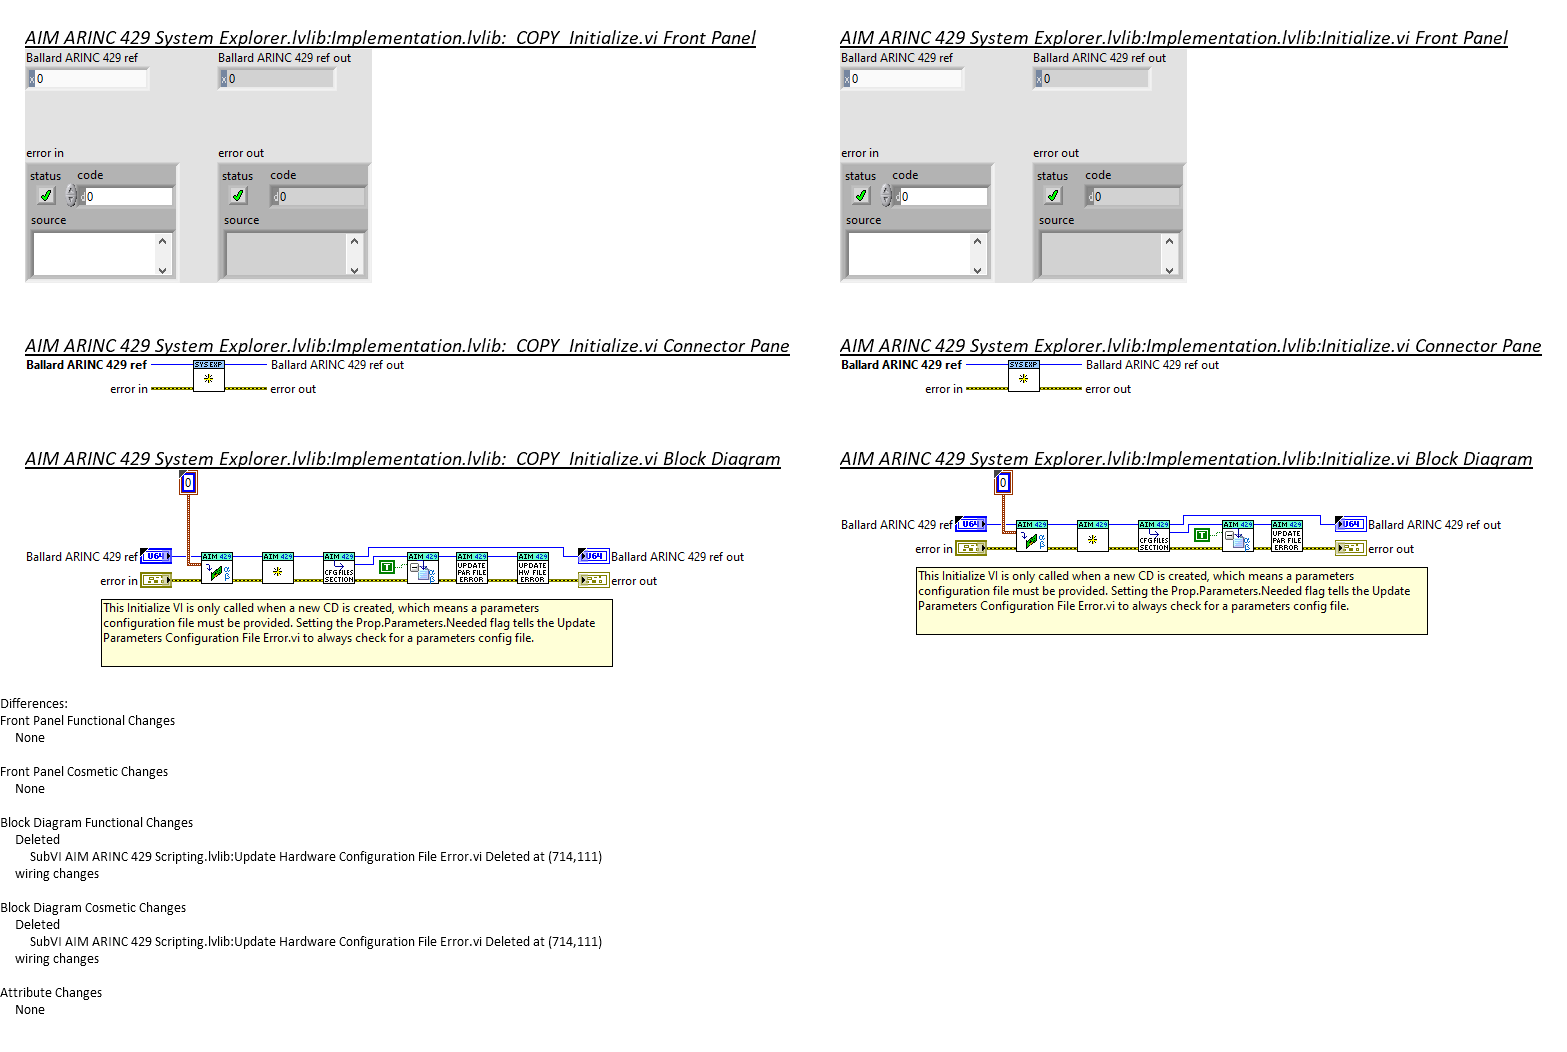 AIM ARINC 429 System Explorer.lvlib:Implementation.lvlib:_COPY_Initialize.vi Front Panel
Ballard ARINC 429 ref
Ballard ARINC 429 ref out
x 0
x 0
error in
error out
status code
status code
d 0
d 0
source
source
AIM ARINC 429 System Explorer.lvlib:Implementation.lvlib:_COPY_Initialize.vi Connector Pane
Ballard ARINC 429 ref
SYS EXP
Ballard ARINC 429 ref out
error in
error out
AIM ARINC 429 System Explorer.lvlib:Implementation.lvlib:_COPY_Initialize.vi Block Diagram
0
Ballard ARINC 429 ref
U64
AIM 429
AIM 429
AIM 429
CFG FILES
SECTION
T
AIM 429
AIM 429
UPDATE
PAR FILE
ERROR
AIM 429
UPDATE
HW FILE
ERROR
U64
Ballard ARINC 429 ref out
error in
error out
This Initialize VI is only called when a new CD is created, which means a parameters
configuration file must be provided. Setting the Prop.Parameters.Needed flag tells the Update
Parameters Configuration File Error.vi to always check for a parameters config file.
AIM ARINC 429 System Explorer.lvlib:Implementation.lvlib:Initialize.vi Front Panel
Ballard ARINC 429 ref
Ballard ARINC 429 ref out
x 0
x 0
error in
error out
status code
status code
d 0
d 0
source
source
AIM ARINC 429 System Explorer.lvlib:Implementation.lvlib:Initialize.vi Connector Pane
Ballard ARINC 429 ref
SYS EXP
Ballard ARINC 429 ref out
error in
error out
AIM ARINC 429 System Explorer.lvlib:Implementation.lvlib:Initialize.vi Block Diagram
0
Ballard ARINC 429 ref
U64
AIM 429
AIM 429
AIM 429
CFG FILES
SECTION
T
AIM 429
AIM 429
UPDATE
PAR FILE
ERROR
U64
Ballard ARINC 429 ref out
error in
error out
This Initialize VI is only called when a new CD is created, which means a parameters
configuration file must be provided. Setting the Prop.Parameters.Needed flag tells the Update
Parameters Configuration File Error.vi to always check for a parameters config file.
Differences:
Front Panel Functional Changes
None
Front Panel Cosmetic Changes
None
Block Diagram Functional Changes
Deleted
SubVI AIM ARINC 429 Scripting.lvlib:Update Hardware Configuration File Error.vi Deleted at (714,111)
wiring changes
Block Diagram Cosmetic Changes
Deleted
SubVI AIM ARINC 429 Scripting.lvlib:Update Hardware Configuration File Error.vi Deleted at (714,111)
wiring changes
Attribute Changes
None